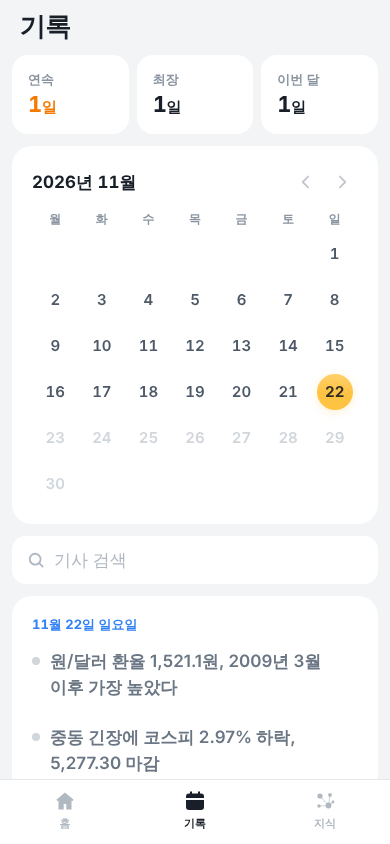 기록
연속 최장 이번 달
1일 1일 1일
2026년 11월
월 화 수 목 금 토 일
1
2 3 4 5 6 7 8
9 10 11 12 13 14 15
16 17 18 19 20 21 22
23 24 25 26 27 28 29
30
기사 검색
11월 22일 일요일
원/달러 환율 1,521.1원, 2009년 3월
이후 가장 높았다
중동 긴장에 코스피 2.97% 하락,
5,277.30 마감
홈 기록 지식